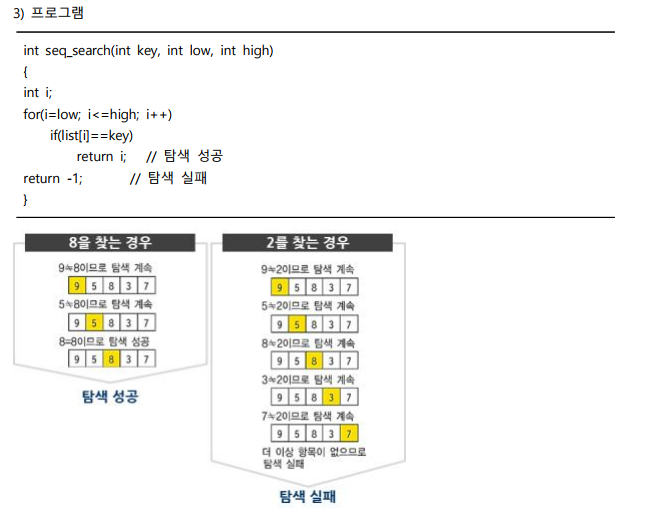 3) 프로그램
int seq_search(int key, int low, int high)
{
int i;
for(i=low; i<=high; i++)
if(list[i]==key)
return i; // 탐색 성공
return -1; // 탐색 실패
}
8을 찾는 경우
9≒8이므로 탐색 계속
9 5 8 3 7
5≒8이므로 탐색 계속
9 5 8 3 7
8=8이므로 탐색 성공
9 5 8 3 7
탐색 성공
2를 찾는 경우
9≒2이므로 탐색 계속
9 5 8 3 7
5≒2이므로 탐색 계속
9 5 8 3 7
8≒2이므로 탐색 계속
9 5 8 3 7
3≒2이므로 탐색 계속
9 5 8 3 7
7≒2이므로 탐색 계속
9 5 8 3 7
더 이상 항목이 없으므로
탐색 실패
탐색 실패